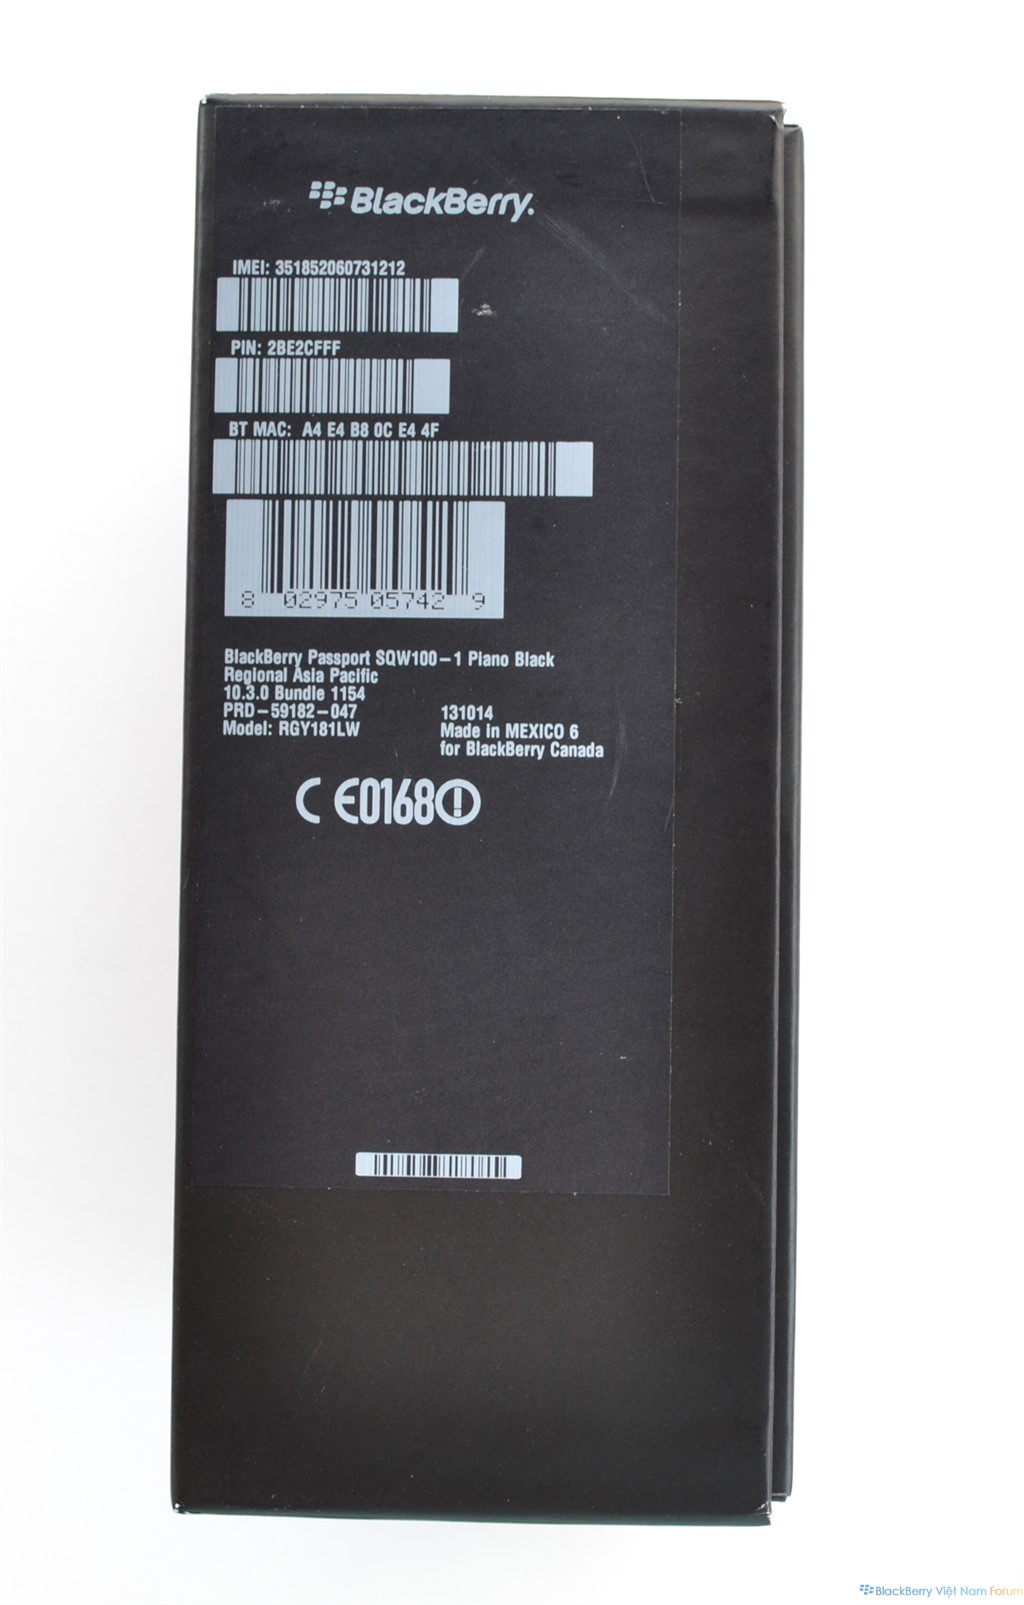 BlackBerry.
IMEI: 351852060731212
PIN: 2BE2CFFF
BT MAC: A4 E4 B8 0C E4 4F
8 02975 05742 9
BlackBerry Passport SQW100-1 Piano Black
Regional Asia Pacific
10.3.0 Bundle 1154
PRD-59182-047
Model: RGY181LW
131014
Made in MEXICO 6
for BlackBerry Canada
CE0168
BlackBerry Việt Nam Forum